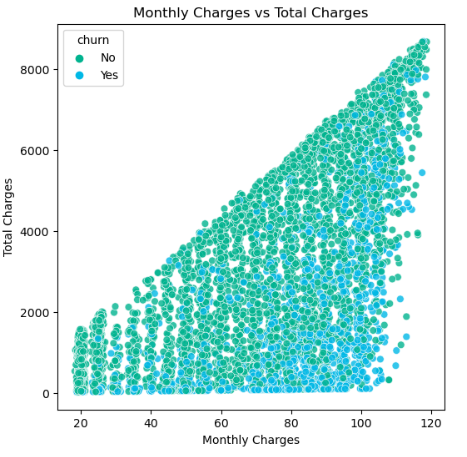 Monthly Charges vs Total Charges
churn
No
Yes
8000
6000
4000
2000
0
Total Charges
20 40 60 80 100 120
Monthly Charges